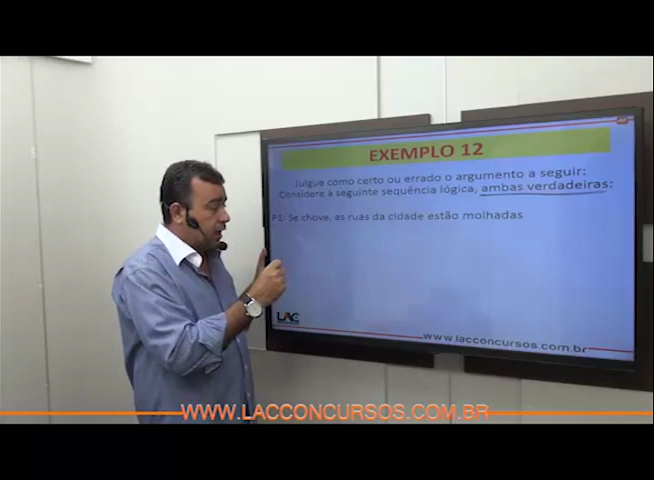 EXEMPLO 12
Julgue como certo ou errado o argumento a seguir:
Considere a seguinte sequência lógica, ambas verdadeiras:
P1: Se chove, as ruas da cidade estão molhadas
LAC
www.lacconcursos.com.br
WWW.LACCONCURSOS.COM.BR